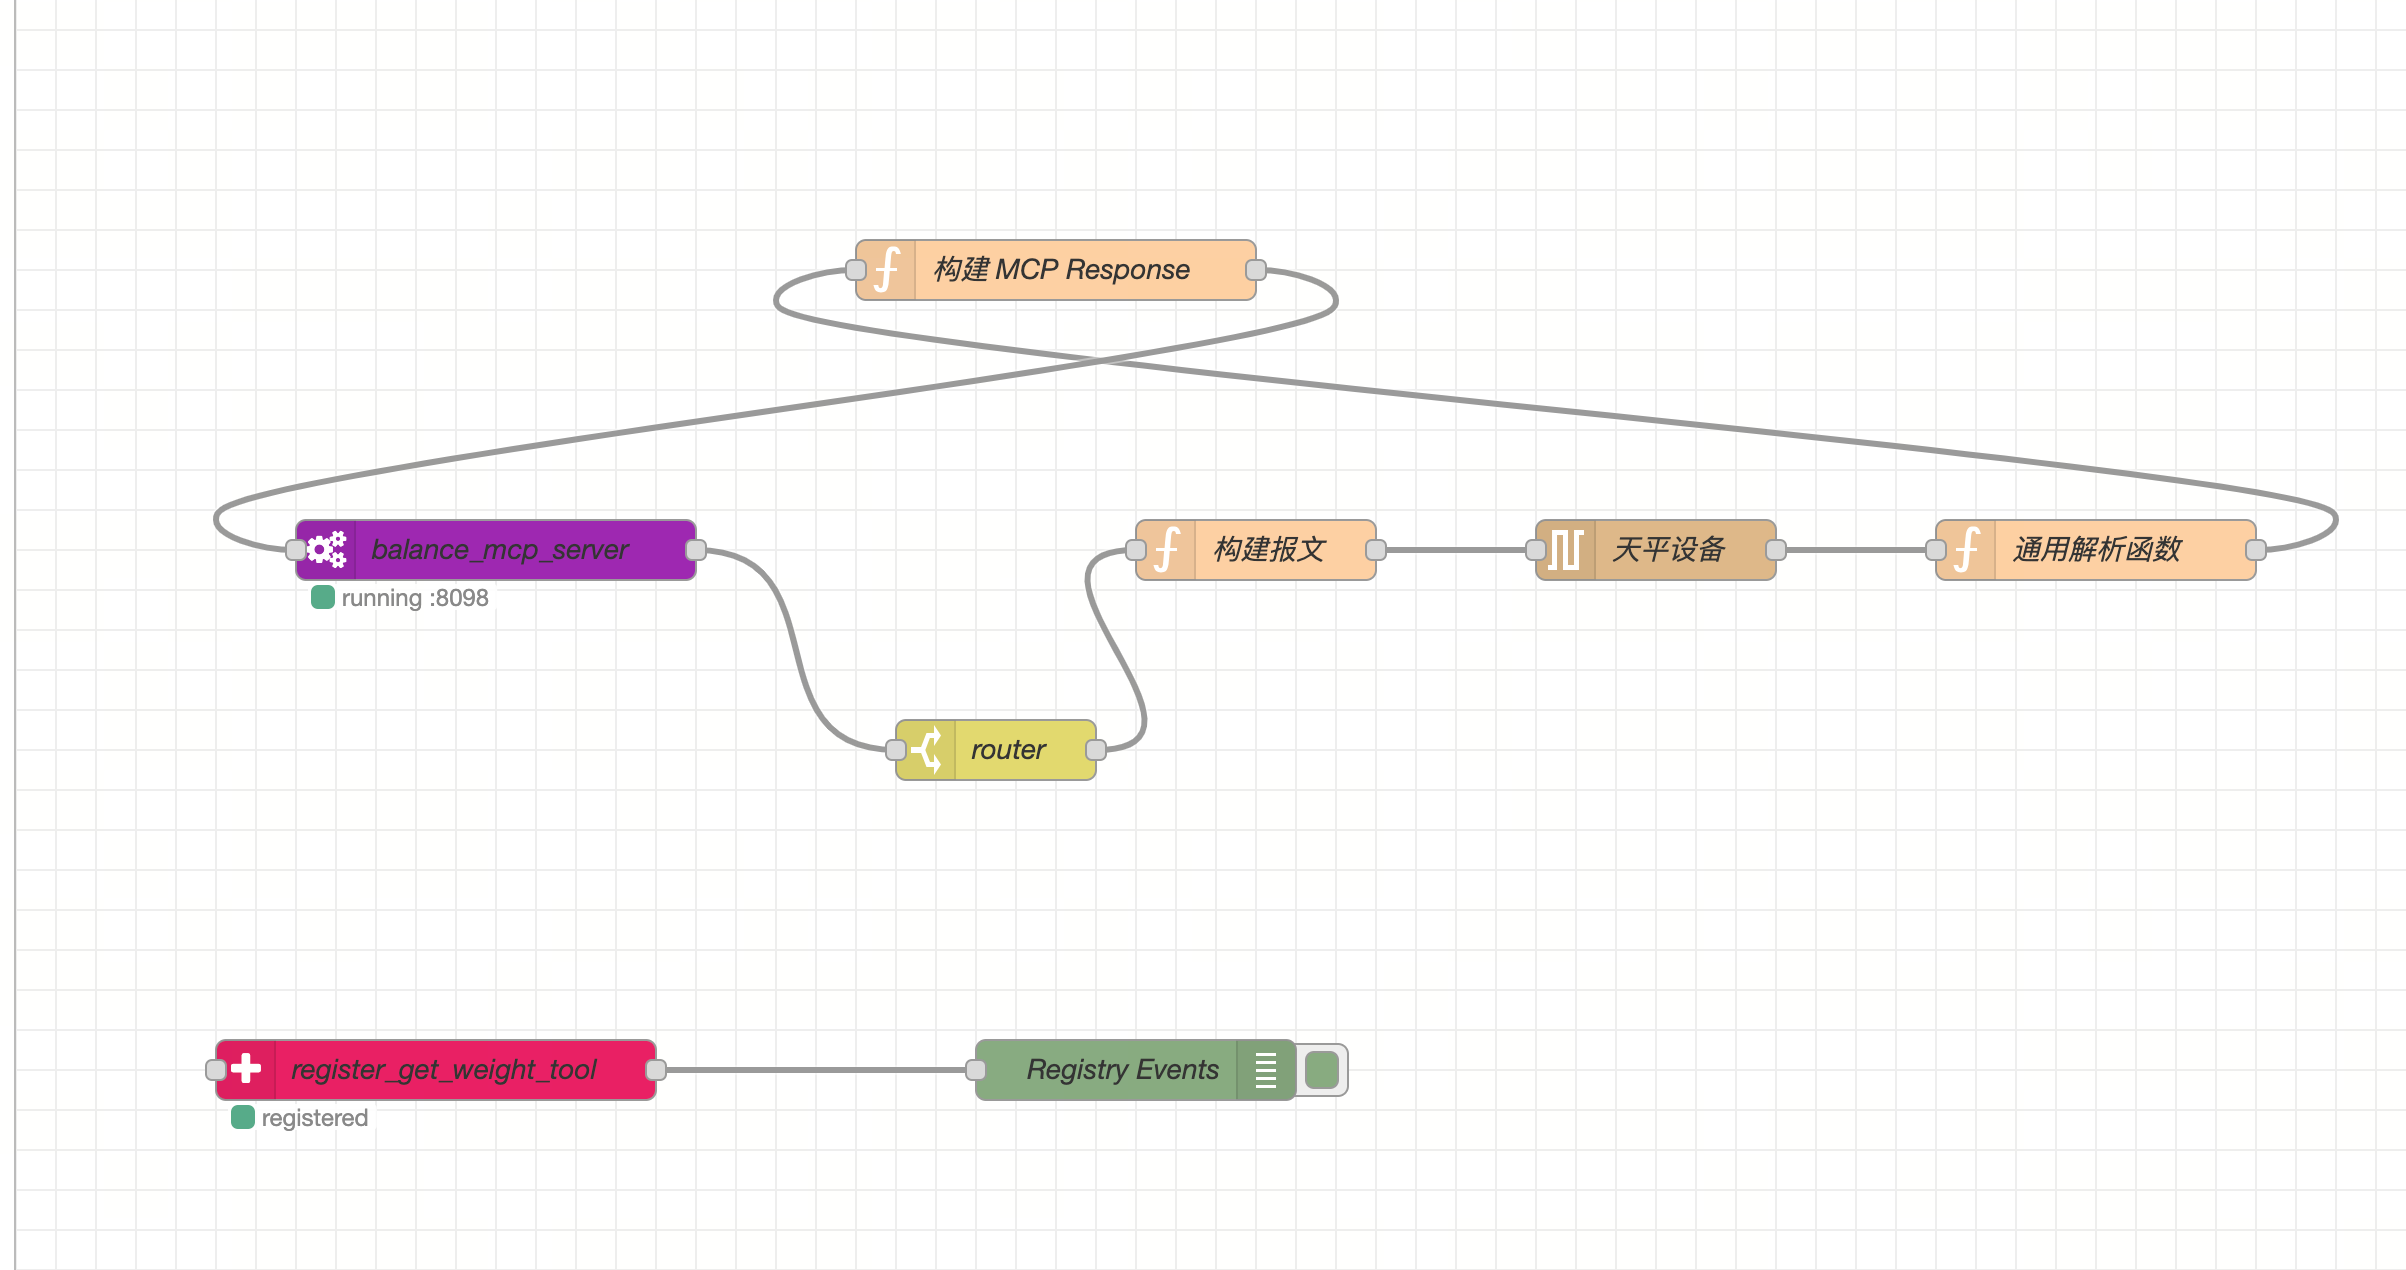 构建 MCP Response
balance_mcp_server
running :8098
构建报文
天平设备
通用解析函数
router
register_get_weight_tool
registered
Registry Events